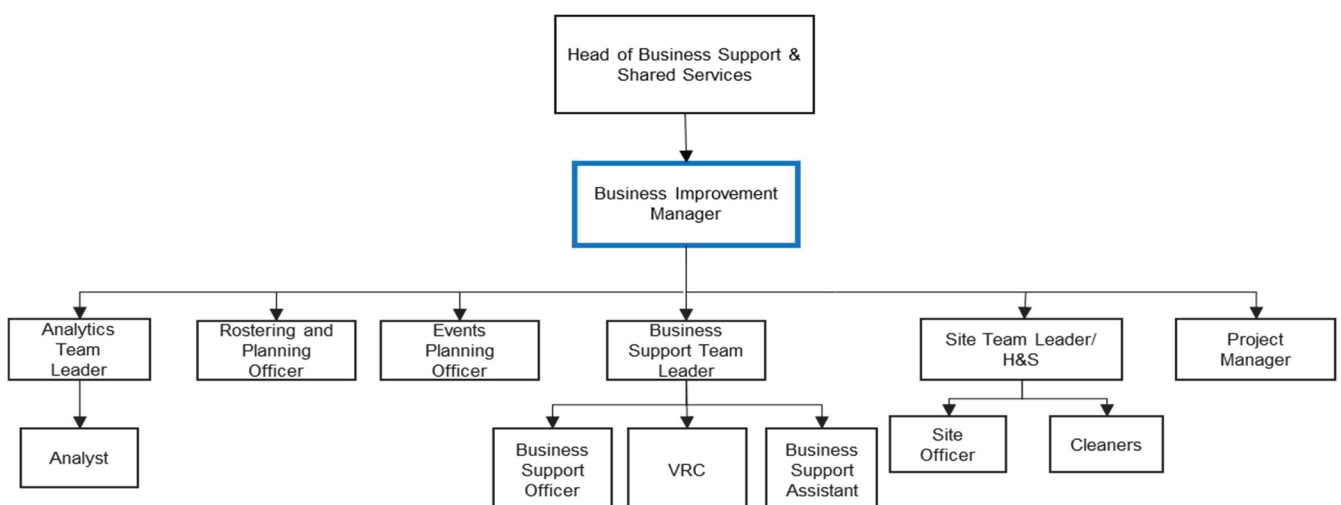 Head of Business Support &
Shared Services
Business Improvement
Manager
Analytics
Team
Leader
Rostering and
Planning
Officer
Events
Planning
Officer
Business
Support Team
Leader
Site Team Leader/
H&S
Project
Manager
Analyst
Business
Support
Officer
VRC
Business
Support
Assistant
Site
Officer
Cleaners